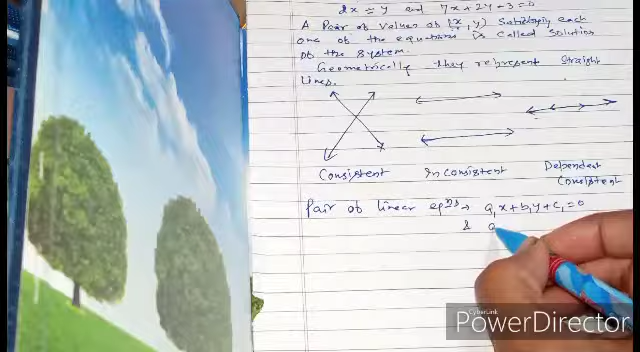 2x = y and 7x + 2y - 3 = 0
A Pair of values of (x, y) Satisfying each
one of the equations is called solution
of the system.
Geometrically they represent straight
Lines.
Consistent Inconsistent Dependent
Consistent
Pair of linear eqns → a₁x + b₁y + c₁ = 0
& a
CyberLink
PowerDirector